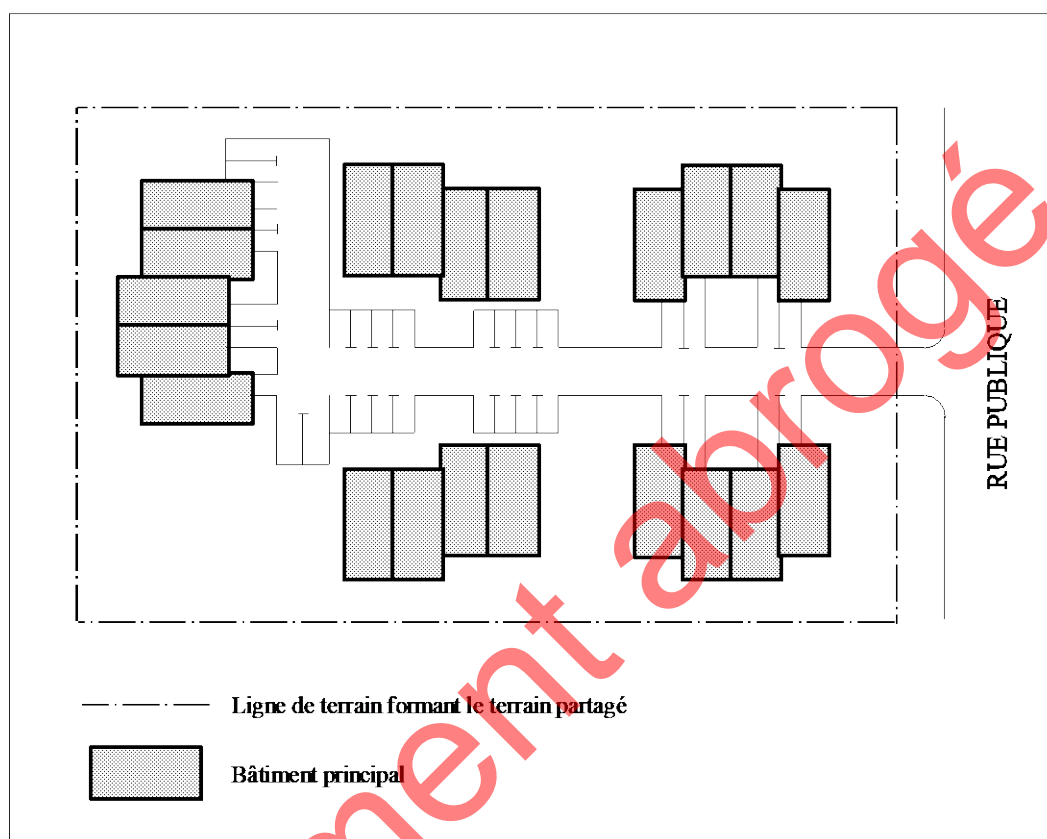 RUE PUBLIQUE
Ligne de terrain formant le terrain partagé
Bâtiment principal
ment abrogé